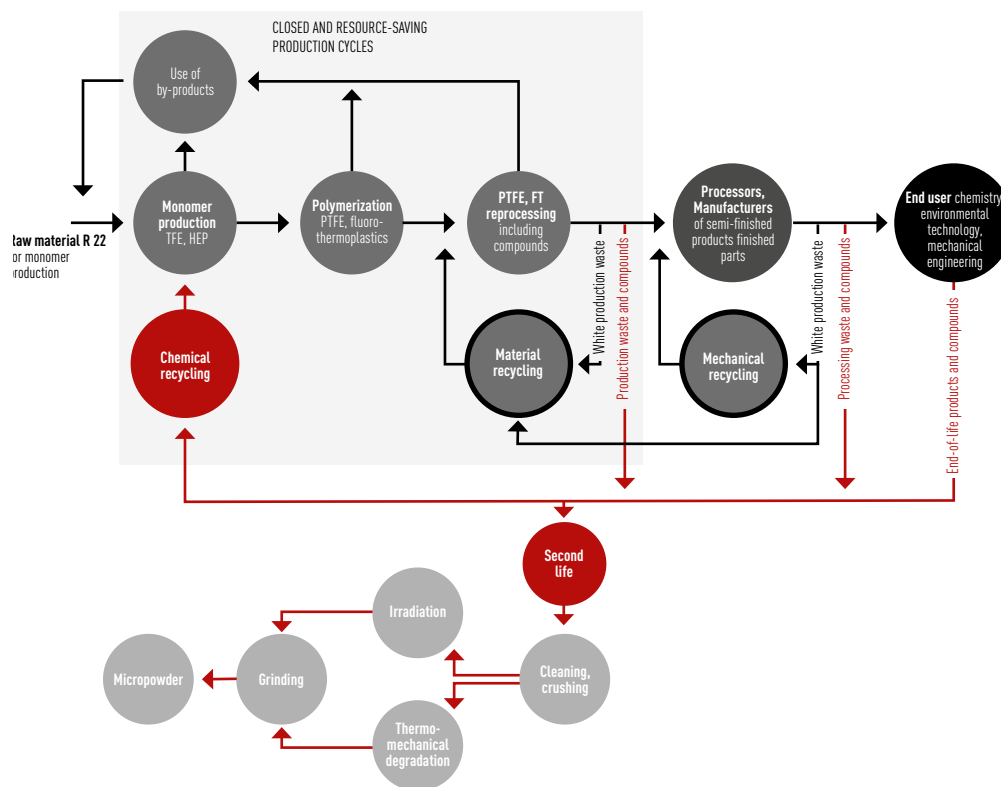 CLOSED AND RESOURCE-SAVING
PRODUCTION CYCLES
Use of
by-products
Monomer
production
TFE, HEP
Polymerization
PTFE, fluoro-
thermoplastics
PTFE, FT
reprocessing
including
compounds
Processors,
Manufacturers
of semi-finished
products finished
parts
End user chemistry,
environmental
technology,
mechanical
engineering
Raw material R 22
or monomer
production
White production waste
Production waste and compounds
White production waste
Processing waste and compounds
End-of-life products and compounds
Chemical
recycling
Material
recycling
Mechanical
recycling
Second
life
Irradiation
Cleaning,
crushing
Grinding
Micropowder
Thermo-
mechanical
degradation